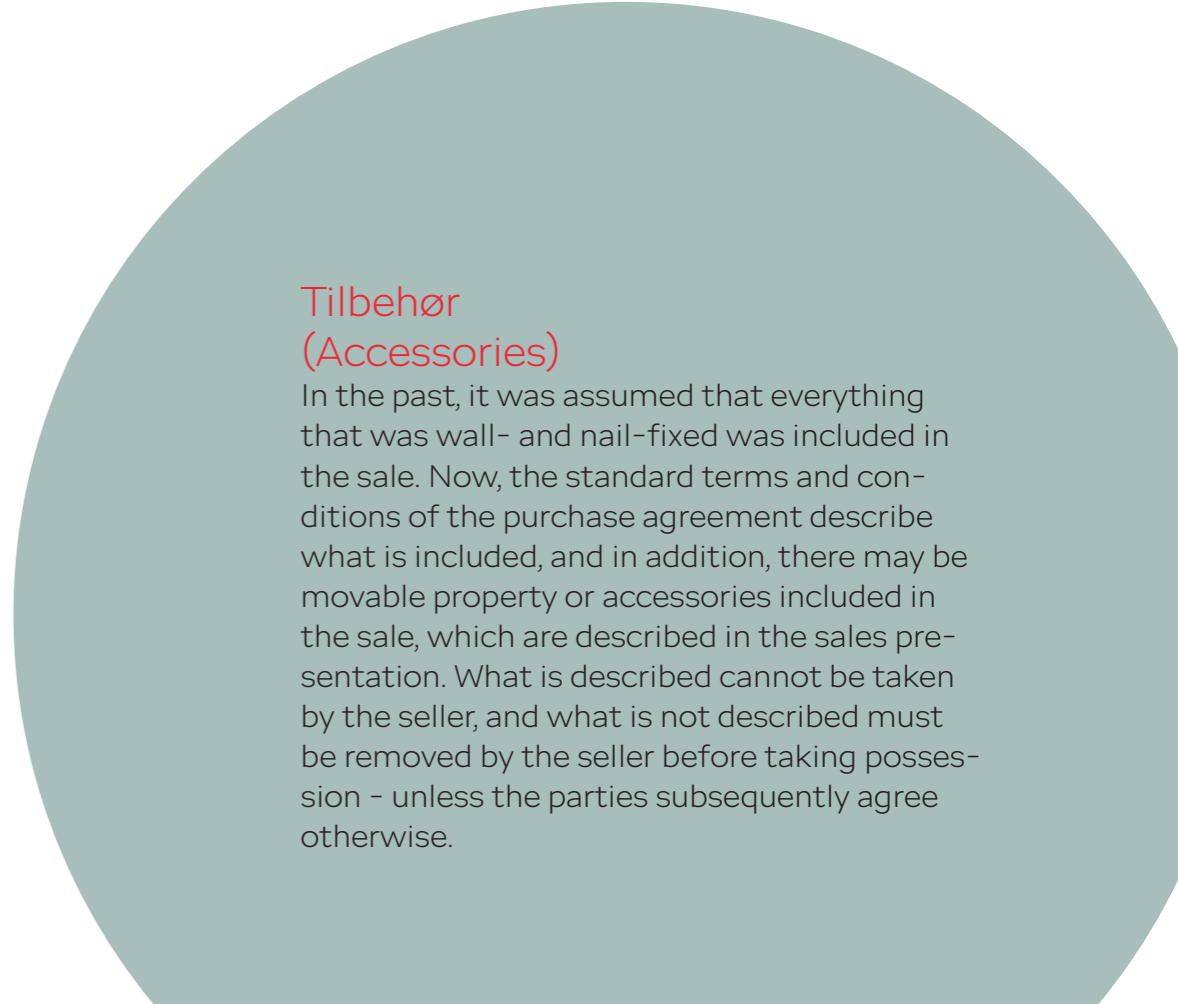 Tilbehør
(Accessories)
In the past, it was assumed that everything
that was wall- and nail-fixed was included in
the sale. Now, the standard terms and con-
ditions of the purchase agreement describe
what is included, and in addition, there may be
movable property or accessories included in
the sale, which are described in the sales pre-
sentation. What is described cannot be taken
by the seller, and what is not described must
be removed by the seller before taking posses-
sion - unless the parties subsequently agree
otherwise.